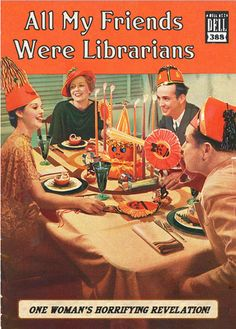 All My Friends
Were Librarians
DELL
388
ONE WOMAN'S HORRIFYING REVELATION!